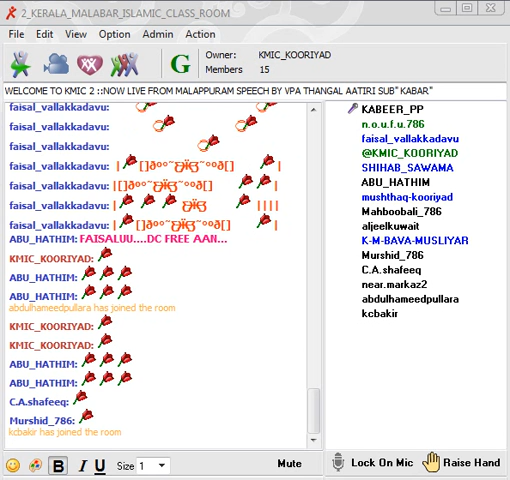 2_KERALA_MALABAR_ISLAMIC_CLASS_ROOM
File View Option Admin Action
Owner: KMIC_KOORIYAD
G Members 15
WELCOME TO KMIC 2 ::NOW LIVE FROM MALAPPURAM SPEECH BY VPA THANGAL AATIRI SUB" KABAR"
faisal_vallakkadavu:
faisal_vallakkadavu:
faisal_vallakkadavu:
faisal_vallakkadavu:
faisal_vallakkadavu:
faisal_vallakkadavu:
faisal_vallakkadavu:
ABU_HATHIM: FAISALUU....DC FREE AAN...
KMIC_KOORIYAD:
ABU_HATHIM:
ABU_HATHIM:
abdulhameedpullara has joined the room
KMIC_KOORIYAD:
KMIC_KOORIYAD:
ABU_HATHIM:
ABU_HATHIM:
C.A.shafeeq:
Murshid_786:
kcbakir has joined the room
KABEER_PP
n.o.u.f.u.786
faisal_vallakkadavu
@KMIC_KOORIYAD
SHIHAB_SAWAMA
ABU_HATHIM
mushthaq-kooriyad
Mahboobali_786
aljeelkuwait
K-M-BAVA-MUSLIYAR
Murshid_786
C.A.shafeeq
near.markaz2
abdulhameedpullara
kcbakir
B I U Size 1 Mute Lock On Mic Raise Hand